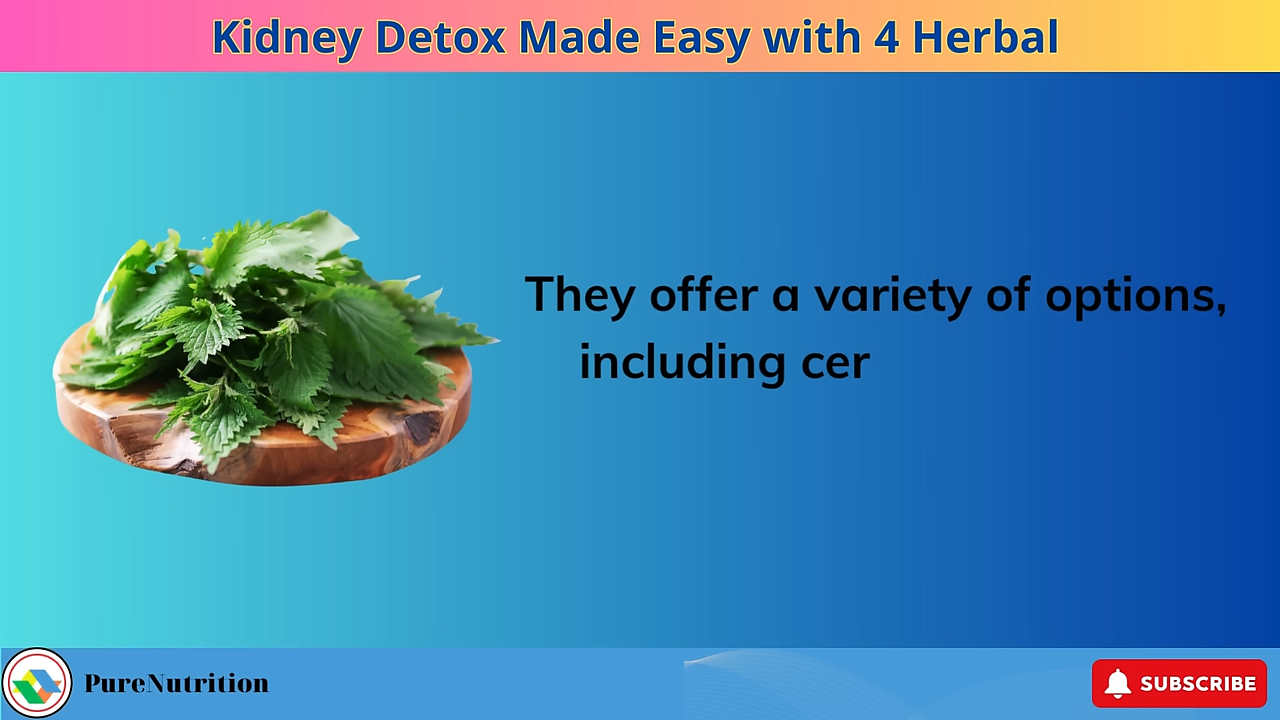 Kidney Detox Made Easy with 4 Herbal
They offer a variety of options,
including cer
PureNutrition
SUBSCRIBE